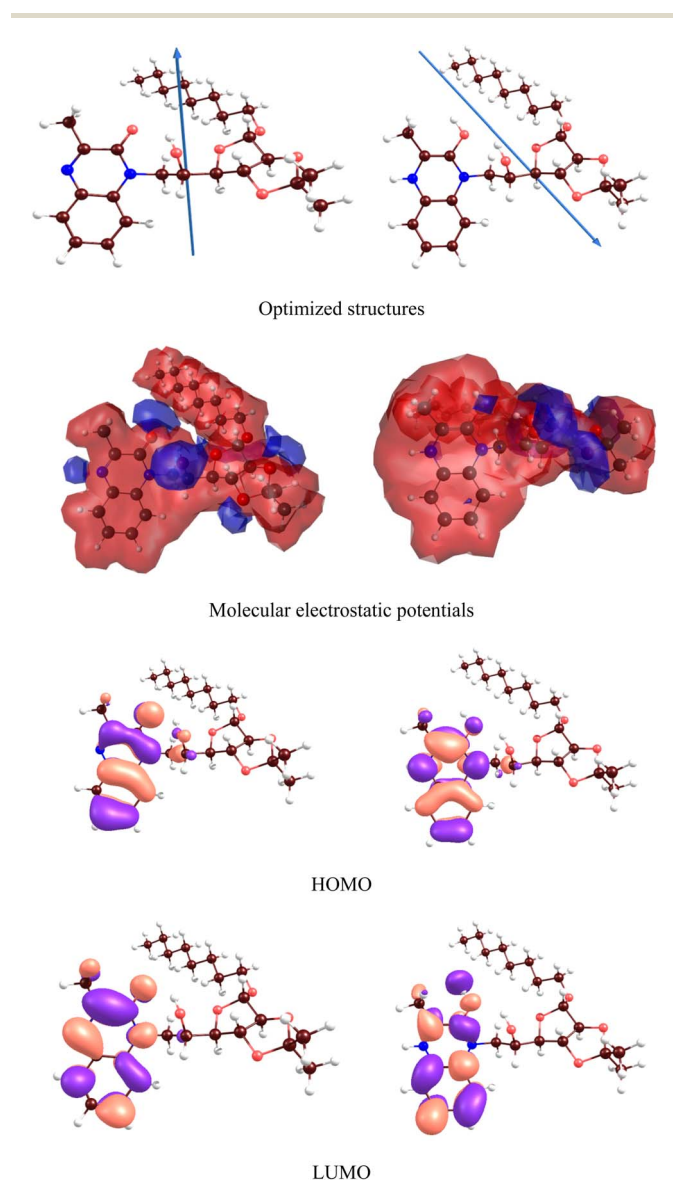 Optimized structures
Molecular electrostatic potentials
HOMO
LUMO